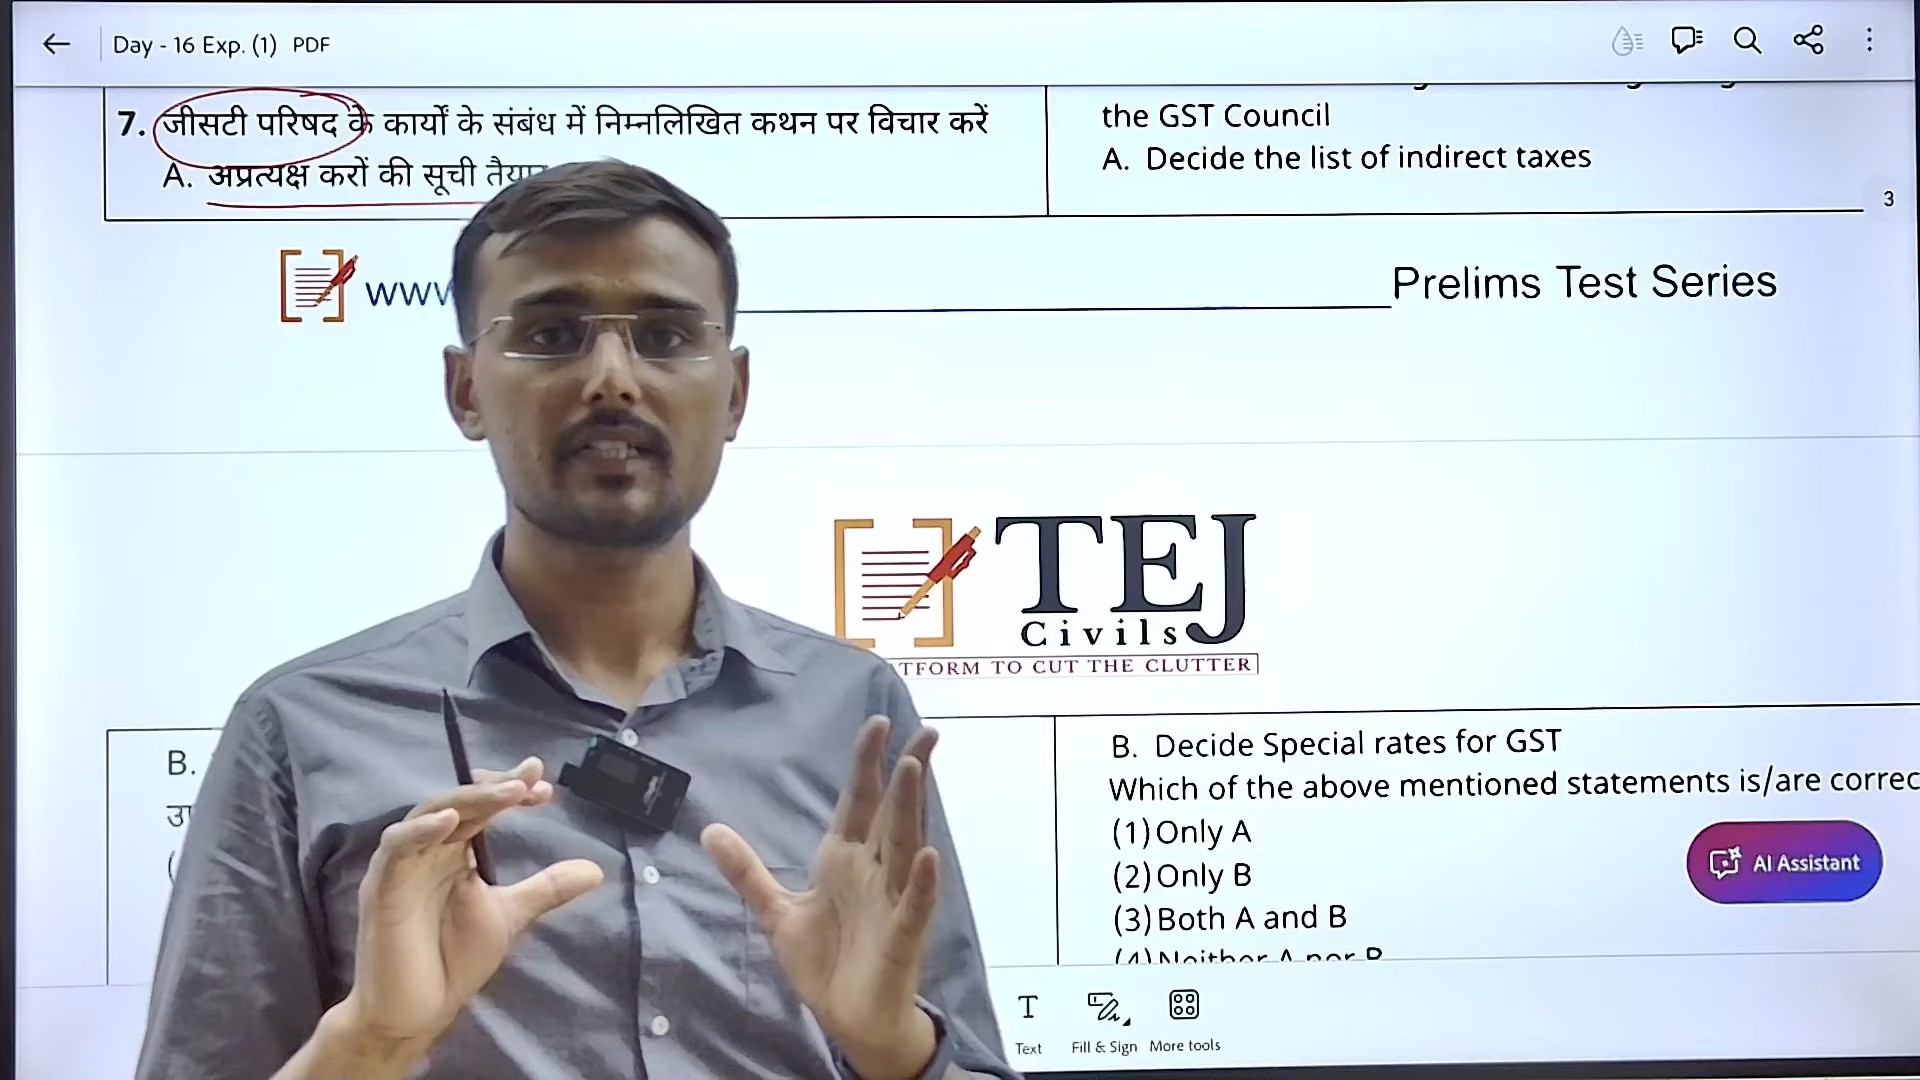 Day - 16 Exp. (1) PDF
7. जीसटी परिषद के कार्यों के संबंध में निम्नलिखित कथन पर विचार करें
A. अप्रत्यक्ष करों की सूची
the GST Council
A. Decide the list of indirect taxes
3
Prelims Test Series
TEJ
Civils
TO CUT THE CLUTTER
B.
B. Decide Special rates for GST
Which of the above mentioned statements is/are
(1) Only A
(2) Only B
(3) Both A and B
(4) Neither A nor B
AI Assistant
T
Text
Fill & Sign
More tools